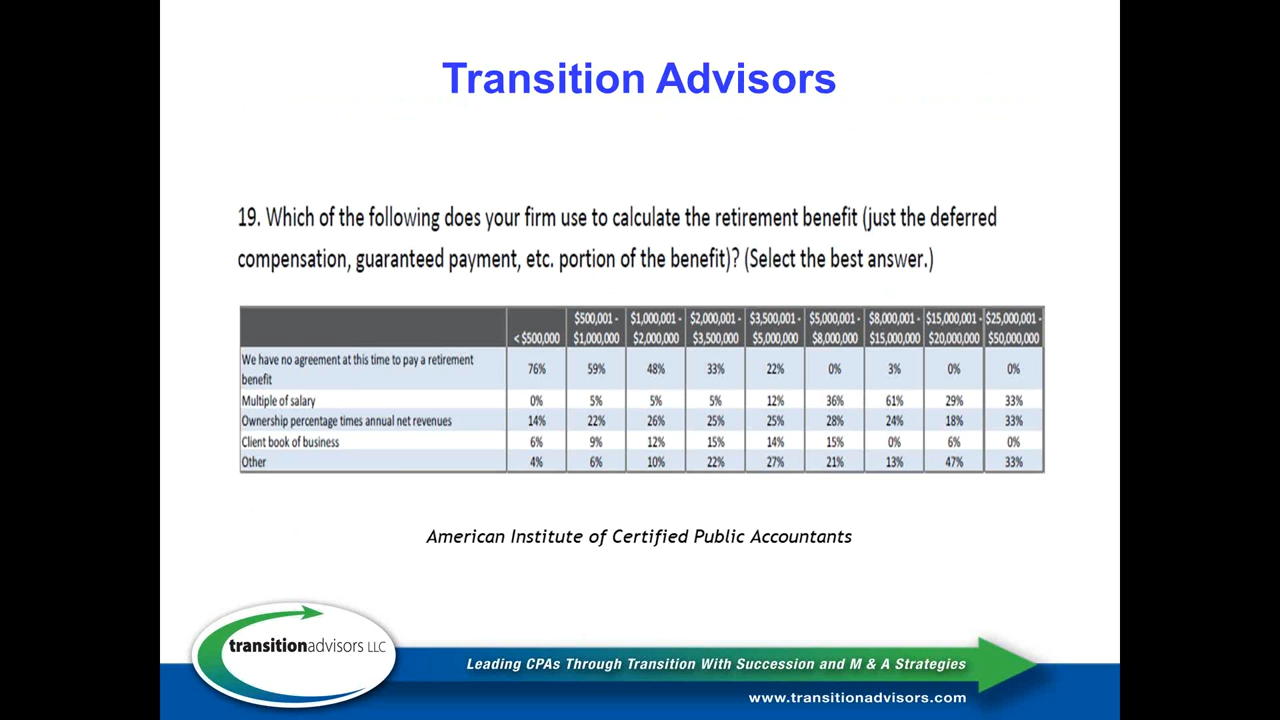 Transition Advisors
19. Which of the following does your firm use to calculate the retirement benefit (just the deferred
compensation, guaranteed payment, etc. portion of the benefit)? (Select the best answer.)
$500,001 - $1,000,001 - $2,000,001 - $3,500,001 - $5,000,001 - $8,000,001 - $15,000,001 - $25,000,001 -
< $500,000 $1,000,000 $2,000,000 $3,500,000 $5,000,000 $8,000,000 $15,000,000 $20,000,000 $50,000,000
We have no agreement at this time to pay a retirement
benefit 76% 59% 48% 33% 22% 0% 3% 0% 0%
Multiple of salary 0% 5% 5% 5% 12% 36% 61% 29% 33%
Ownership percentage times annual net revenues 14% 22% 26% 25% 25% 28% 24% 18% 33%
Client book of business 6% 9% 12% 15% 14% 15% 0% 6% 0%
Other 4% 6% 10% 22% 27% 21% 13% 47% 33%
American Institute of Certified Public Accountants
transitionadvisors LLC
Leading CPAs Through Transition With Succession and M & A Strategies
www.transitionadvisors.com